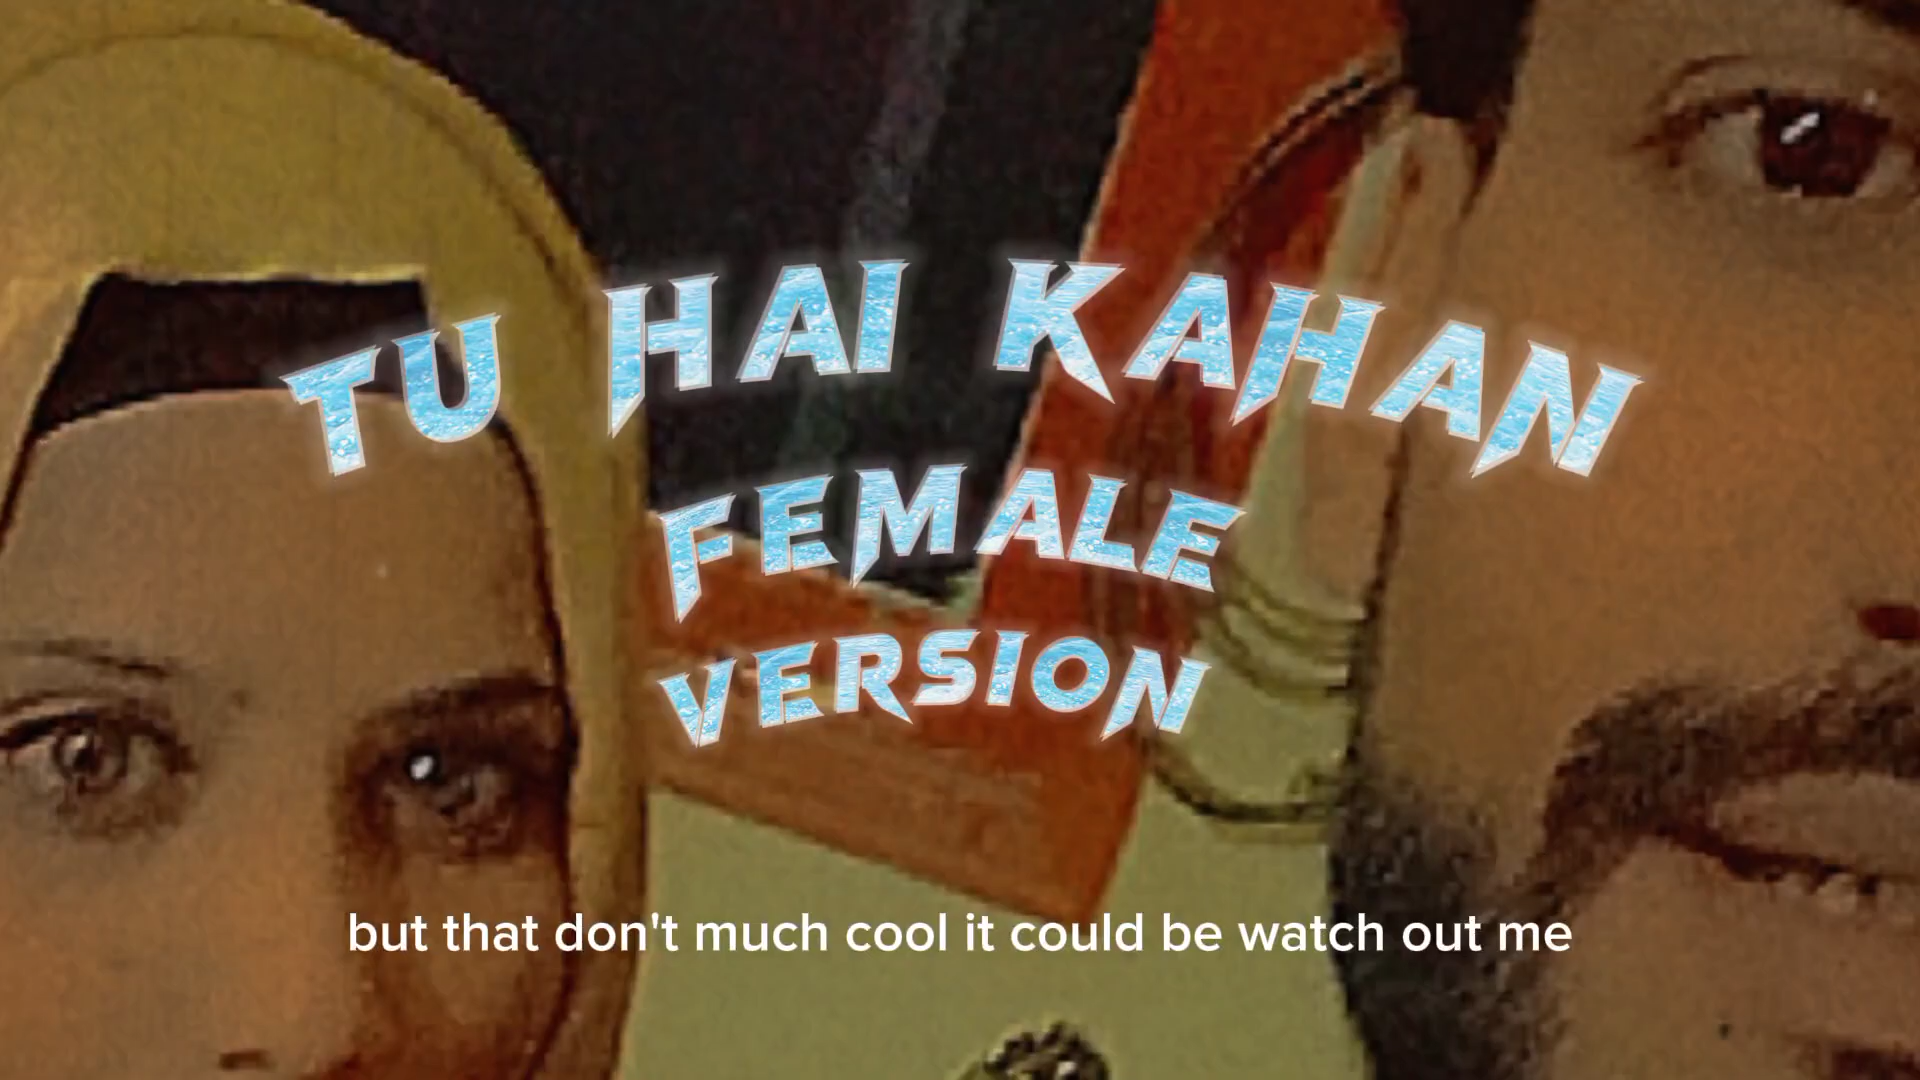 TU HAI KAHAN
FEMALE
VERSION
but that don't much cool it could be watch out me